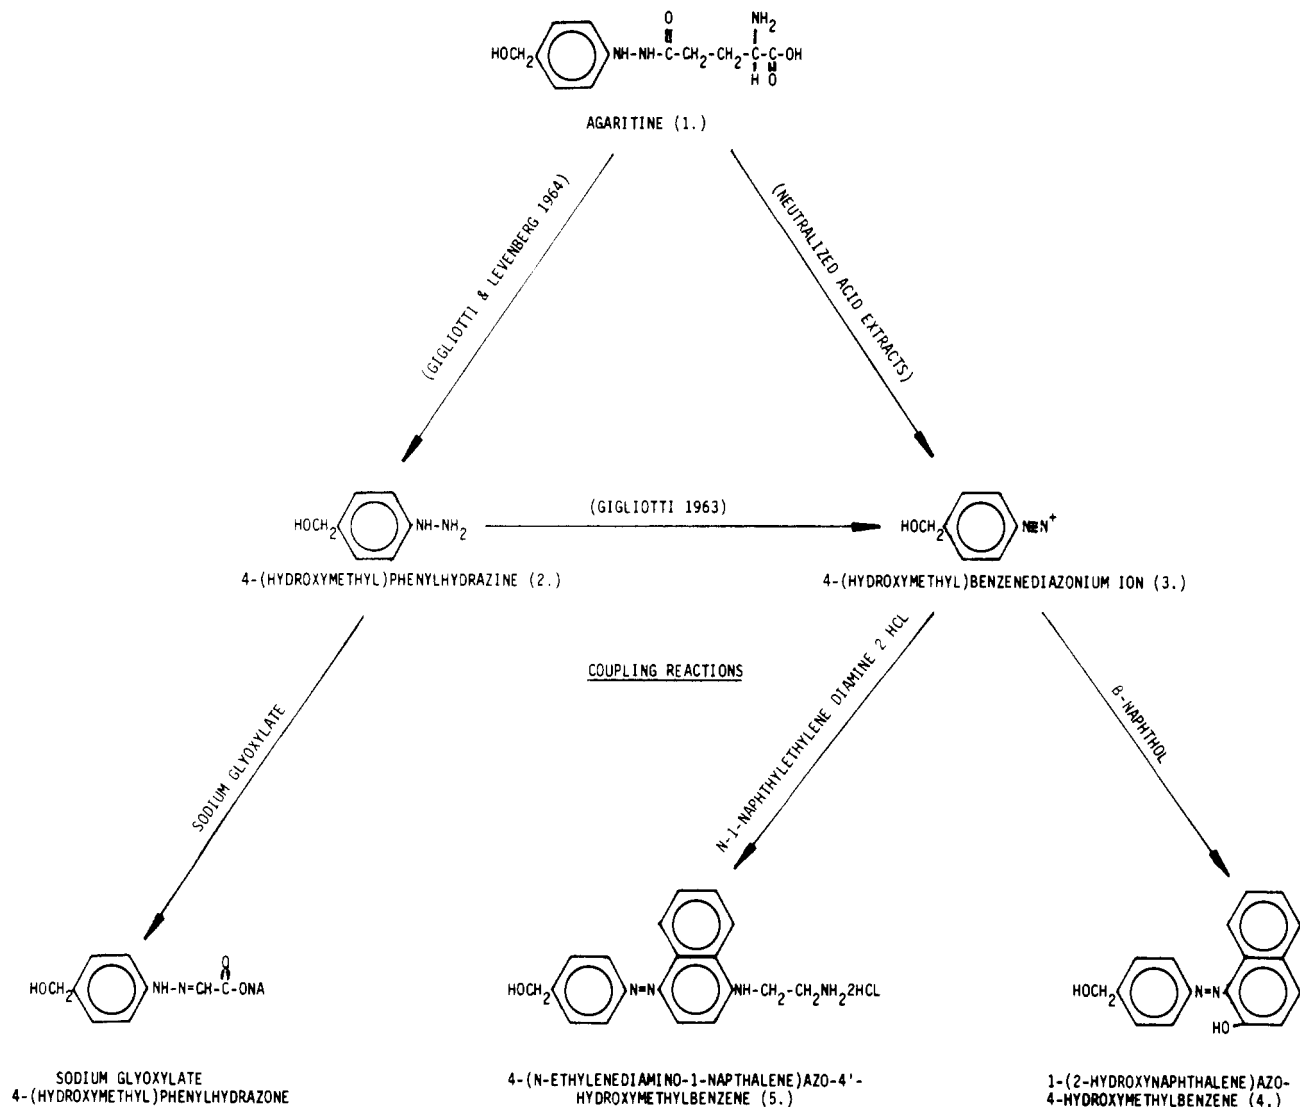 O
NH2
HOCH2 NH-NH-C-CH2-CH2-C-C-OH
H O
AGARITINE (1.)
(GIGLIOTTI & LEVENBERG 1964)
(NEUTRALIZED ACID EXTRACTS)
HOCH2 NH-NH2
(GIGLIOTTI 1963)
HOCH2 N≡N+
4-(HYDROXYMETHYL)PHENYLHYDRAZINE (2.)
4-(HYDROXYMETHYL)BENZENEDIAZONIUM ION (3.)
COUPLING REACTIONS
SODIUM GLYOXYLATE
N-1-NAPHTHYLETHYLENE DIAMINE 2 HCL
β-NAPHTHOL
O
HOCH2 NH-N=CH-C-ONA
HOCH2 N=N NH-CH2-CH2NH22HCL
HOCH2 N=N
HO
SODIUM GLYOXYLATE
4-(HYDROXYMETHYL)PHENYLHYDRAZONE
4-(N-ETHYLENEDIAMINO-1-NAPTHALENE)AZO-4'-
HYDROXYMETHYLBENZENE (5.)
1-(2-HYDROXYNAPHTHALENE)AZO-
4-HYDROXYMETHYLBENZENE (4.)